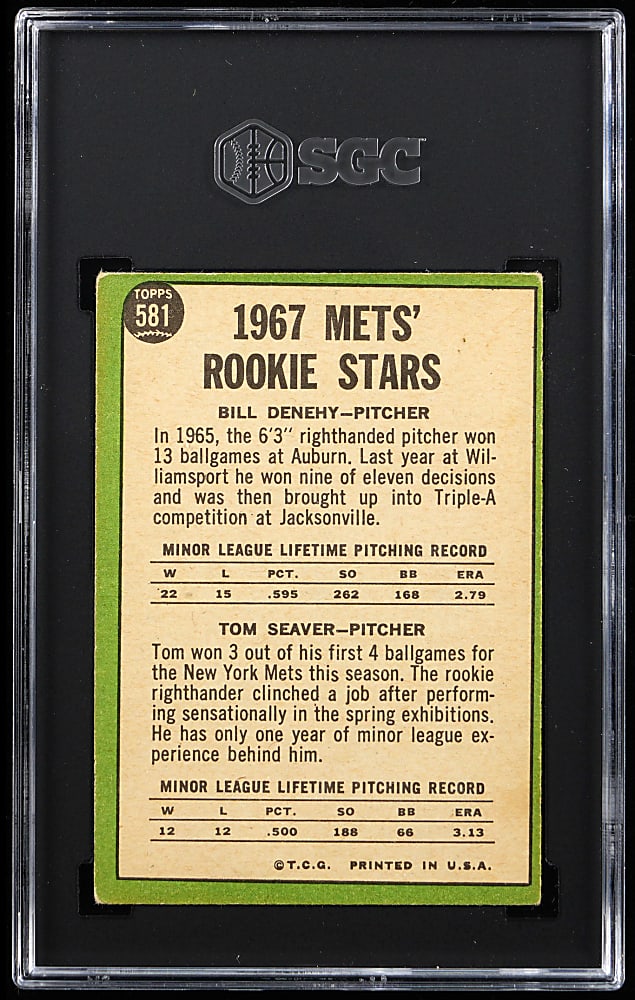 SGC
TOPPS
581
1967 METS'
ROOKIE STARS
BILL DENEHY—PITCHER
In 1965, the 6'3" righthanded pitcher won
13 ballgames at Auburn. Last year at Wil-
liamsport he won nine of eleven decisions
and was then brought up into Triple-A
competition at Jacksonville.
MINOR LEAGUE LIFETIME PITCHING RECORD
W L PCT. SO BB ERA
22 15 .595 262 168 2.79
TOM SEAVER—PITCHER
Tom won 3 out of his first 4 ballgames for
the New York Mets this season. The rookie
righthander clinched a job after perform-
ing sensationally in the spring exhibitions.
He has only one year of minor league ex-
perience behind him.
MINOR LEAGUE LIFETIME PITCHING RECORD
W L PCT. SO BB ERA
12 12 .500 188 66 3.13
©T.C.G. PRINTED IN U.S.A.